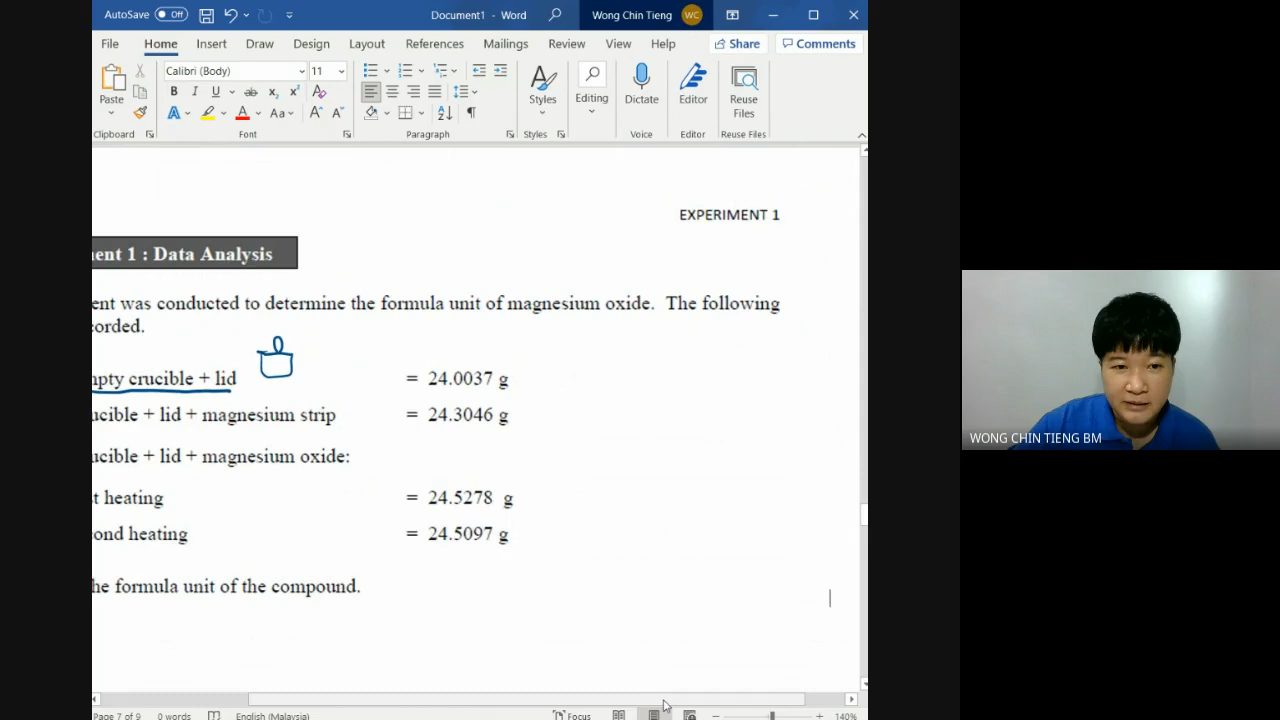 AutoSave Off Document1 - Word Wong Chin Tieng WC
File Home Insert Draw Design Layout References Mailings Review View Help Share Comments
Calibri (Body) 11
Paste Styles Editing Dictate Editor Reuse Files
Clipboard Font Paragraph Styles Voice Editor Reuse Files
EXPERIMENT 1
ent 1 : Data Analysis
ent was conducted to determine the formula unit of magnesium oxide. The following
corded.
mpty crucible + lid = 24.0037 g
ucible + lid + magnesium strip = 24.3046 g
ucible + lid + magnesium oxide:
st heating = 24.5278 g
ond heating = 24.5097 g
he formula unit of the compound.
WONG CHIN TIENG BM
Page 7 of 9 0 words English (Malaysia) Focus 140%